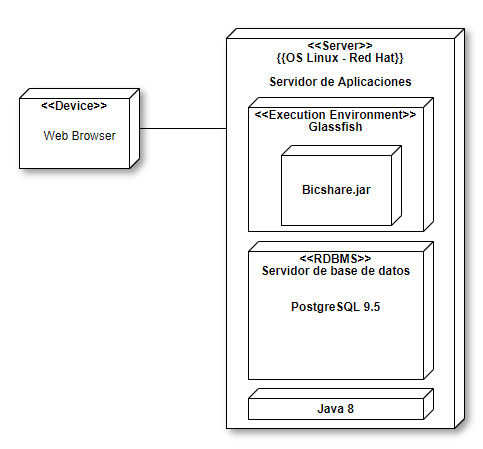 <<Server>>
{{OS Linux - Red Hat}}
Servidor de Aplicaciones
<<Device>>
Web Browser
<<Execution Environment>>
Glassfish
Bicshare.jar
<<RDBMS>>
Servidor de base de datos
PostgreSQL 9.5
Java 8